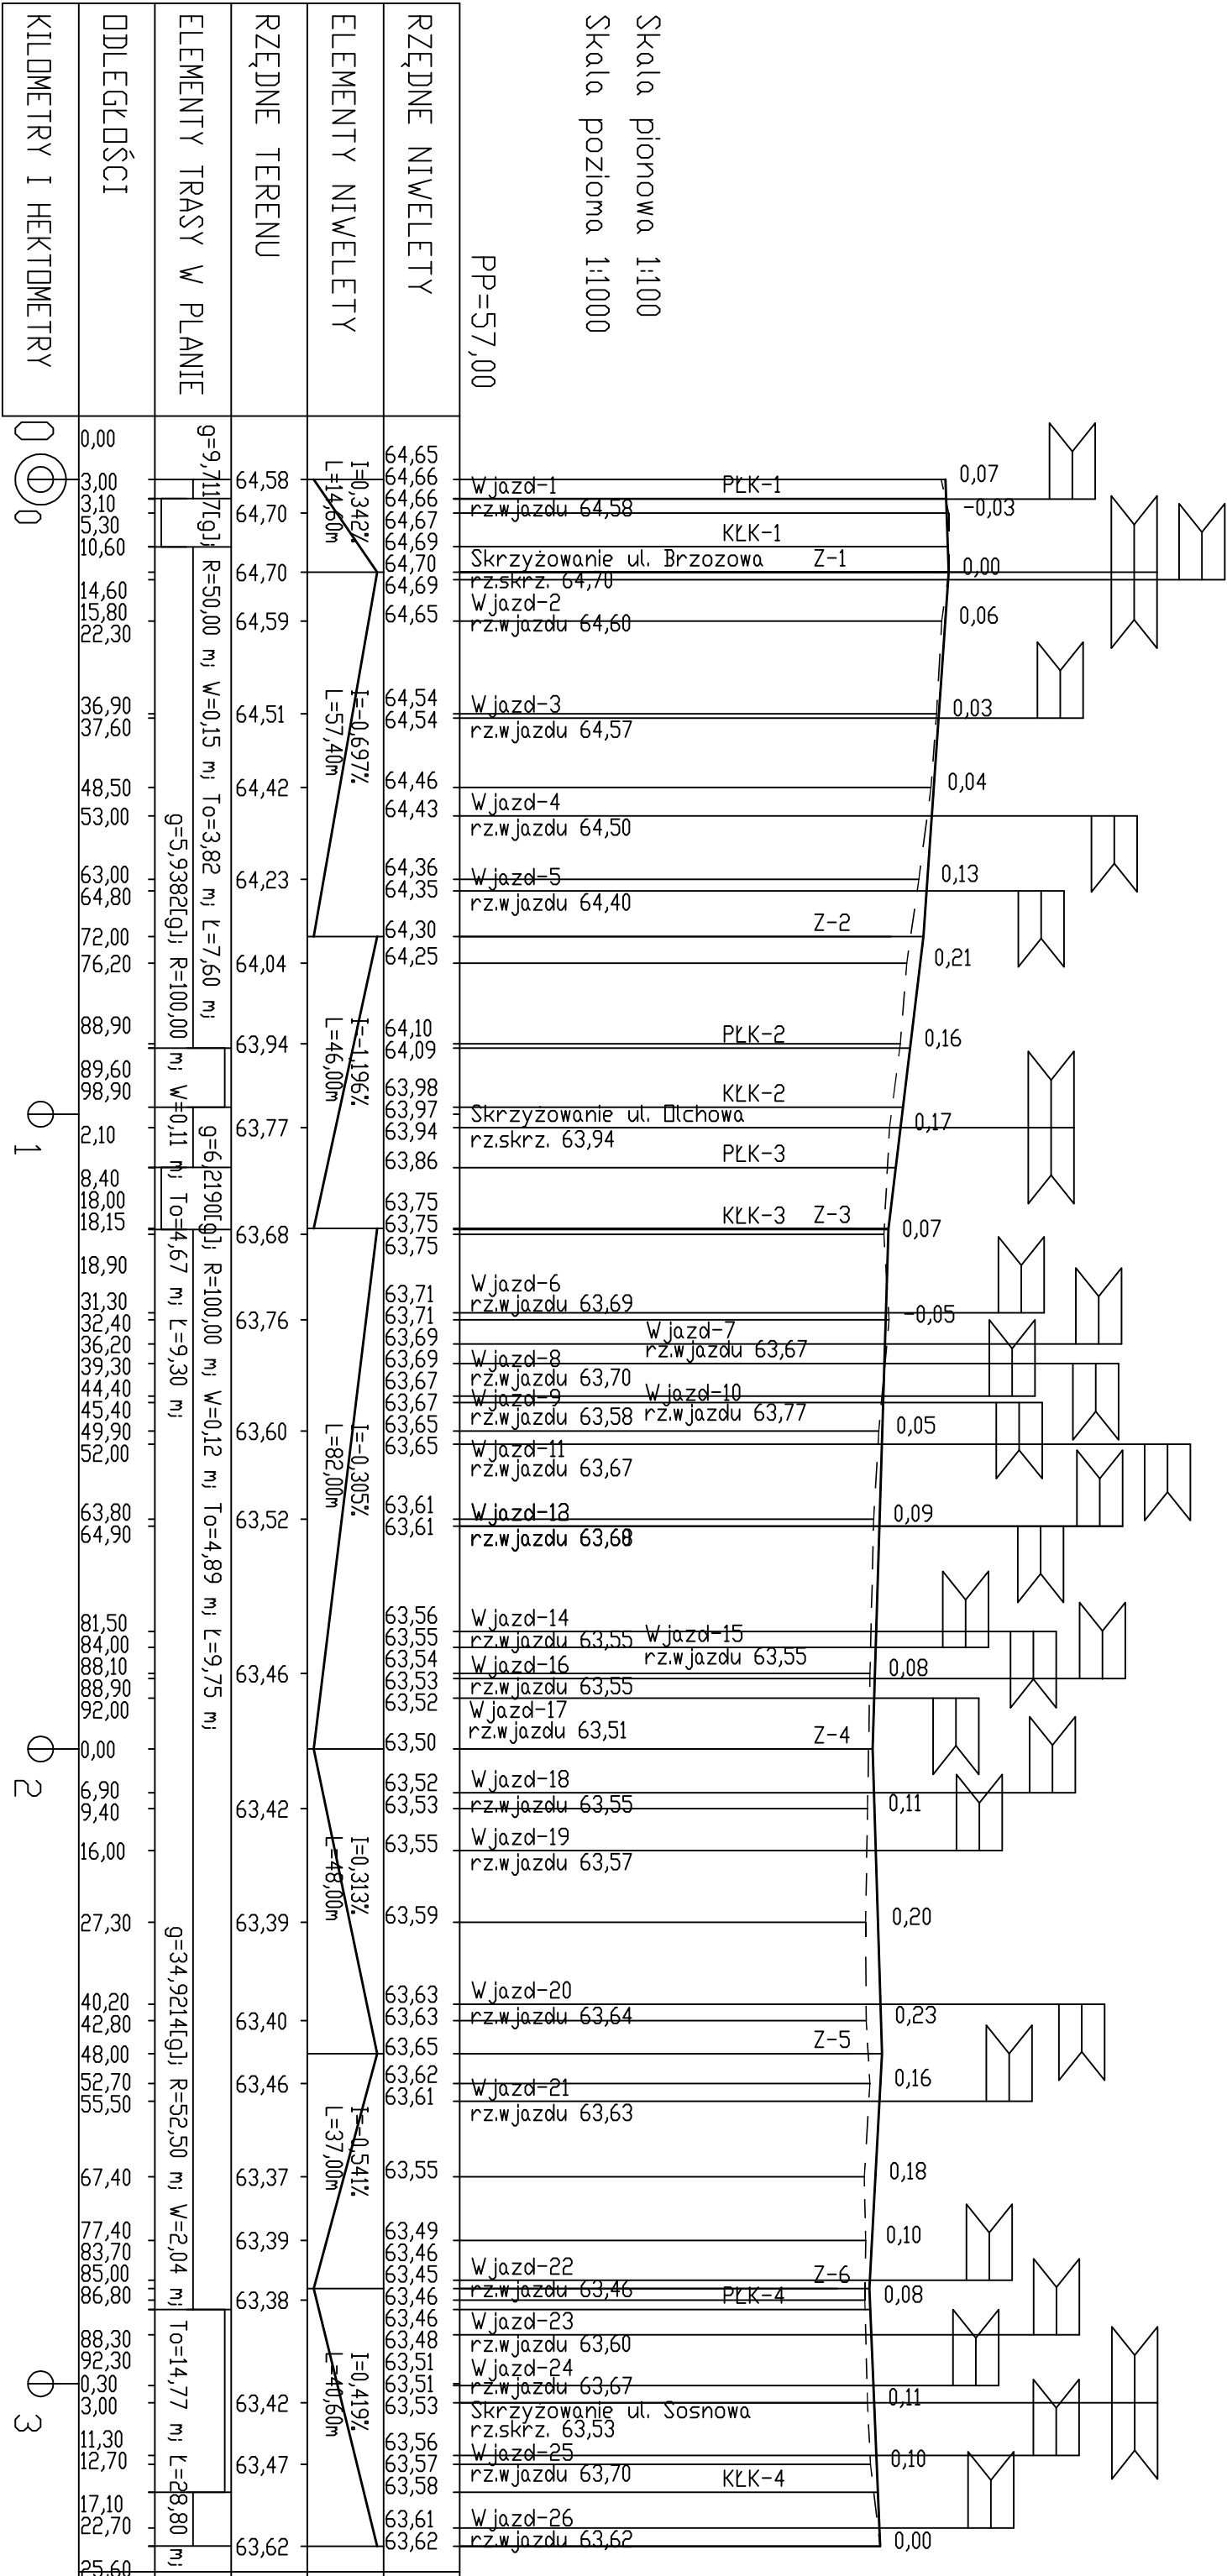 Skala pionowa 1:100
Skala pozioma 1:1000
PP=57,00
RZĘDNE NIWELETY
ELEMENTY NIWELETY
RZĘDNE TERENU
ELEMENTY TRASY W PLANIE
ODLEGŁOŚCI
KILOMETRY I HEKTOMETRY
0,07
-0,03
0,00
0,06
0,03
0,04
0,13
0,21
0,16
0,17
0,07
-0,05
0,05
0,09
0,08
0,11
0,20
0,23
0,16
0,18
0,10
0,08
0,11
0,10
0,00
PŁK-1
KŁK-1
Z-1
Z-2
PŁK-2
KŁK-2
PŁK-3
KŁK-3
Z-3
Z-4
Z-5
Z-6
PŁK-4
KŁK-4
Wjazd-1
rz.wjazdu 64,58
Skrzyżowanie ul. Brzozowa
rz.skrz. 64,70
Wjazd-2
rz.wjazdu 64,60
Wjazd-3
rz.wjazdu 64,57
Wjazd-4
rz.wjazdu 64,50
Wjazd-5
rz.wjazdu 64,40
Skrzyżowanie ul. Olchowa
rz.skrz. 63,94
Wjazd-6
rz.wjazdu 63,69
Wjazd-7
rz.wjazdu 63,67
Wjazd-8
rz.wjazdu 63,70
Wjazd-9
rz.wjazdu 63,58
Wjazd-10
rz.wjazdu 63,77
Wjazd-11
rz.wjazdu 63,67
rz.wjazdu
Wjazd-14
rz.wjazdu 63,55
Wjazd-15
rz.wjazdu 63,55
Wjazd-16
rz.wjazdu 63,55
Wjazd-17
rz.wjazdu 63,51
Wjazd-18
rz.wjazdu 63,55
Wjazd-19
rz.wjazdu 63,57
Wjazd-20
rz.wjazdu 63,64
Wjazd-21
rz.wjazdu 63,63
Wjazd-22
rz.wjazdu 63,46
Wjazd-23
rz.wjazdu 63,60
Wjazd-24
rz.wjazdu 63,67
Skrzyżowanie ul. Sosnowa
rz.skrz. 63,53
Wjazd-25
rz.wjazdu 63,70
Wjazd-26
rz.wjazdu 63,62
64,65
64,66
64,66
64,67
64,69
64,70
64,69
64,65
64,54
64,54
64,46
64,43
64,36
64,35
64,30
64,25
64,10
64,09
63,98
63,97
63,94
63,86
63,75
63,75
63,75
63,71
63,71
63,69
63,69
63,67
63,67
63,65
63,65
63,61
63,61
63,56
63,55
63,54
63,53
63,52
63,50
63,52
63,53
63,55
63,59
63,63
63,63
63,65
63,62
63,61
63,55
63,49
63,46
63,45
63,46
63,46
63,48
63,51
63,51
63,53
63,56
63,57
63,58
63,61
63,62
I=0,342%
L=14,60m
I=-0,697%
L=57,40m
I=-1,196%
L=46,00m
I=-0,305%
L=82,00m
I=0,313%
L=48,00m
I=-0,541%
L=37,00m
I=0,419%
L=40,60m
64,58
64,70
64,70
64,59
64,51
64,42
64,23
64,04
63,94
63,77
63,68
63,76
63,60
63,52
63,46
63,42
63,39
63,40
63,46
63,37
63,39
63,38
63,42
63,47
63,62
g=9,7117[g]; R=50,00 m; W=0,15 m; To=3,82 m; Ł=7,60 m;
g=5,9382[g]; R=100,00 m; W=0,11 m; To=4,67 m; Ł=9,30 m;
g=6,2190[g]; R=100,00 m; W=0,12 m; To=4,89 m; Ł=9,75 m;
g=34,9214[g]; R=52,50 m; W=2,04 m; To=14,77 m; Ł=28,80 m;
0,00
3,00
3,10
5,30
10,60
14,60
15,80
22,30
36,90
37,60
48,50
53,00
63,00
64,80
72,00
76,20
88,90
89,60
98,90
2,10
8,40
18,00
18,15
18,90
31,30
32,40
36,20
39,30
44,40
45,40
49,90
52,00
63,80
64,90
81,50
84,00
88,10
88,90
92,00
0,00
6,90
9,40
16,00
27,30
40,20
42,80
48,00
52,70
55,50
67,40
77,40
83,70
85,00
86,80
88,30
92,30
0,30
3,00
11,30
12,70
17,10
22,70
25,60
0
0
1
2
3